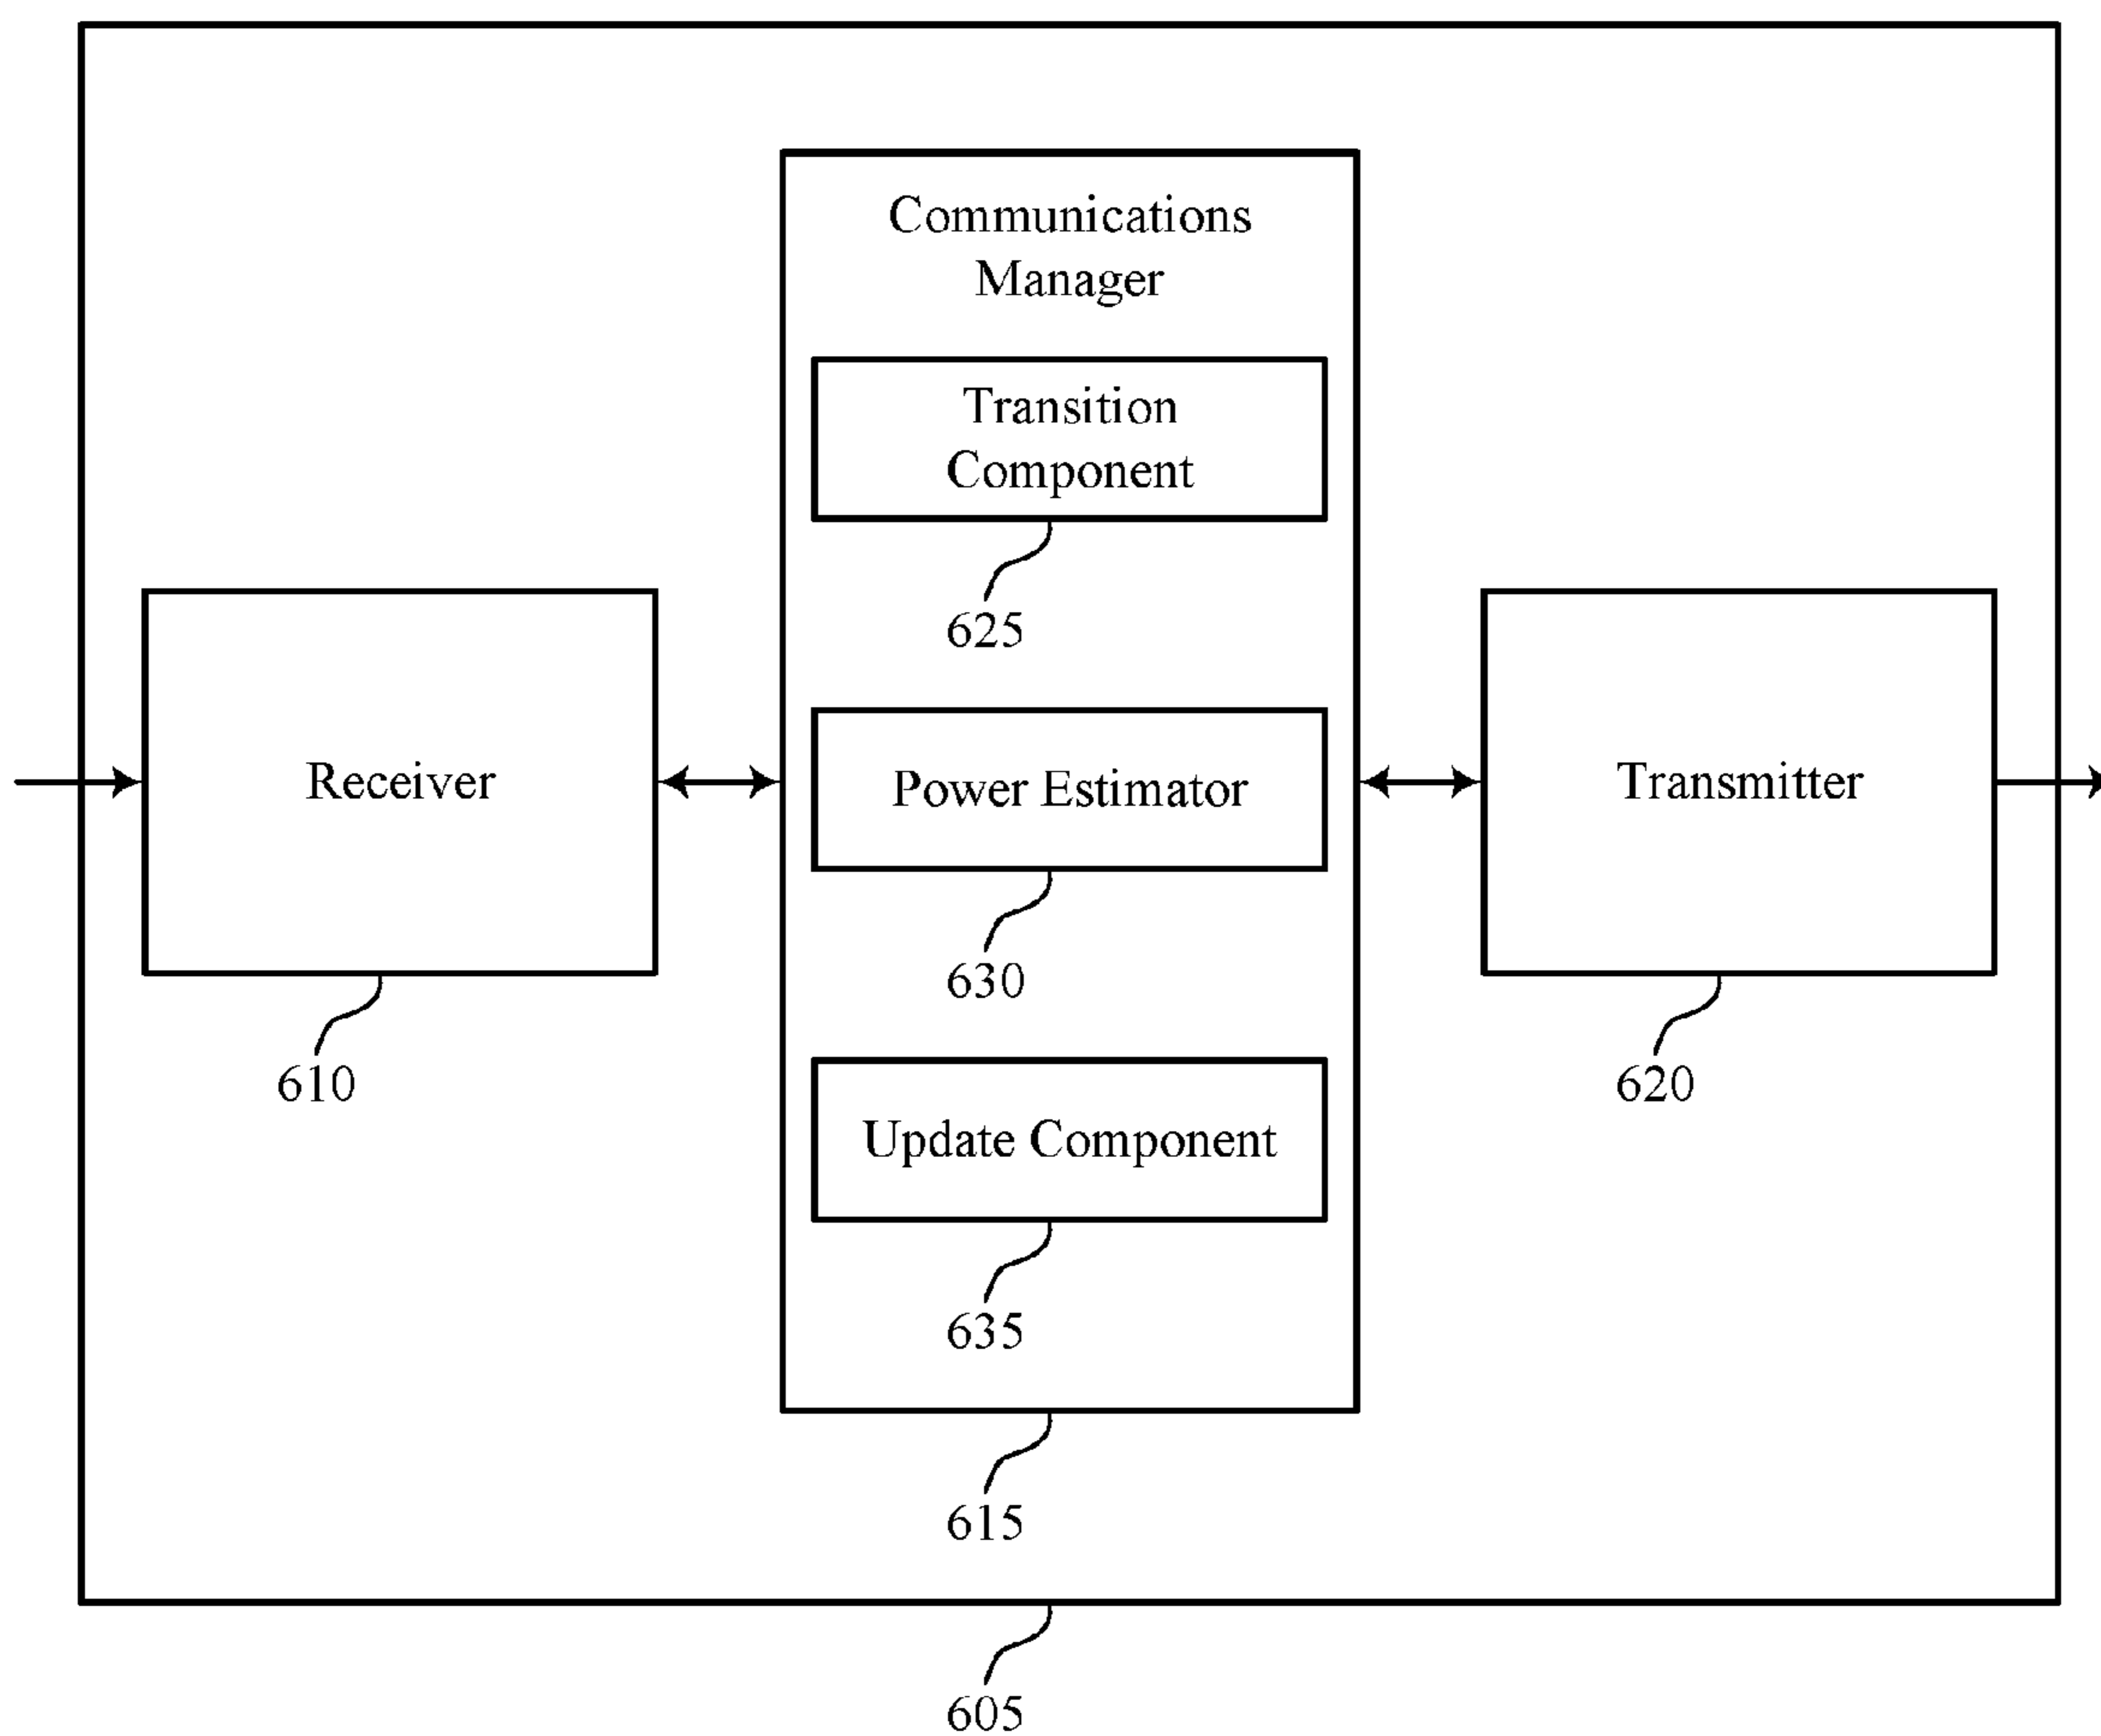 Communications
Manager
Transition
Component
625
Receiver
Power Estimator
Transmitter
630
610
620
Update Component
635
615
605